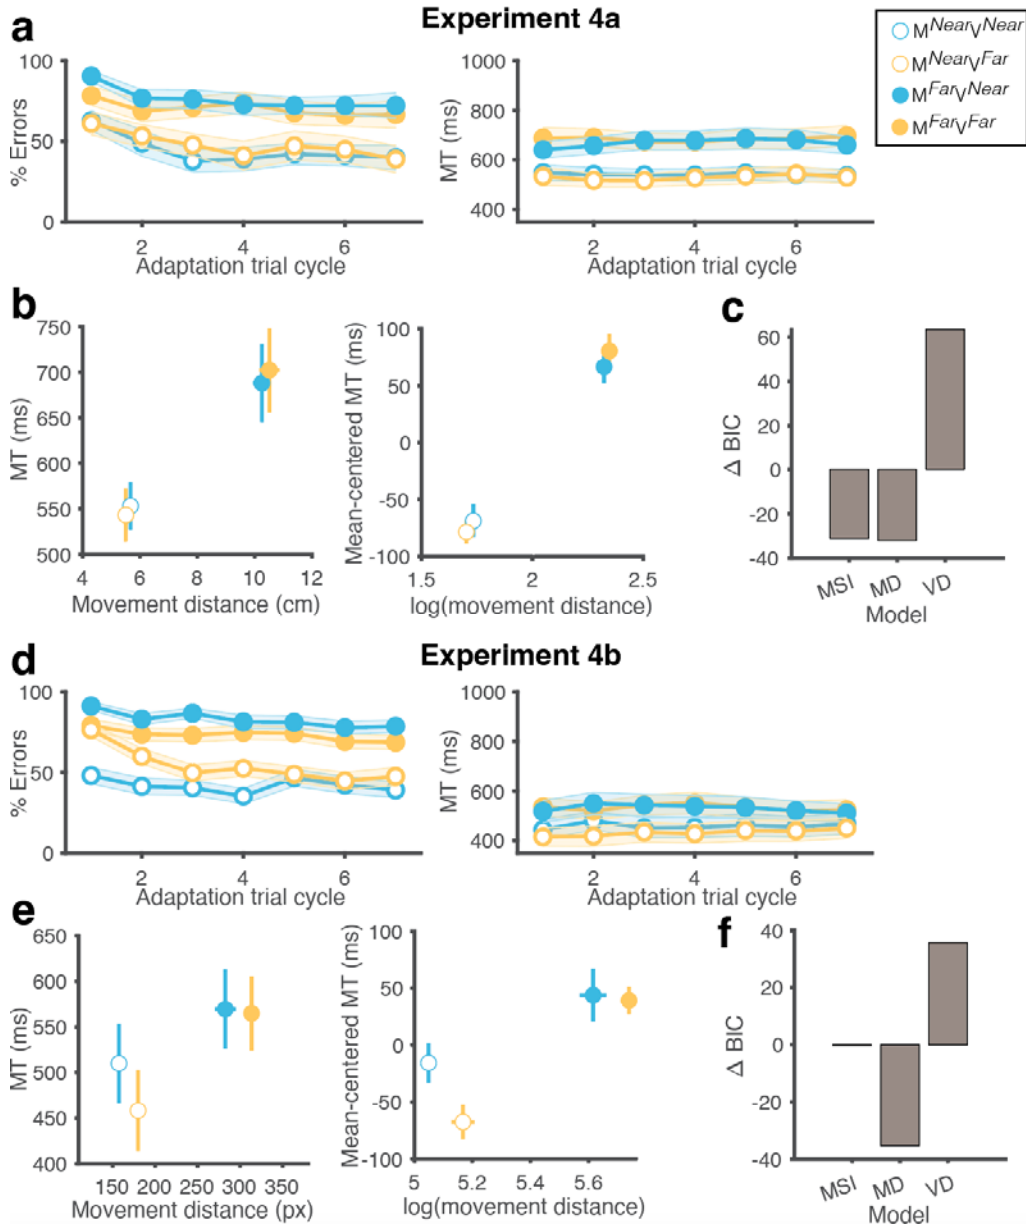 a
Experiment 4a
M^Near V^Near
M^Near V^Far
M^Far V^Near
M^Far V^Far
100
50
0
% Errors
2
4
6
Adaptation trial cycle
1000
800
600
400
MT (ms)
2
4
6
Adaptation trial cycle
b
750
700
650
600
550
500
MT (ms)
4
6
8
10
12
Movement distance (cm)
100
50
0
-50
-100
Mean-centered MT (ms)
1.5
2
2.5
log(movement distance)
c
60
40
20
0
-20
-40
Δ BIC
MSI
MD
VD
Model
d
Experiment 4b
100
50
0
% Errors
2
4
6
Adaptation trial cycle
1000
800
600
400
MT (ms)
2
4
6
Adaptation trial cycle
e
650
600
550
500
450
400
MT (ms)
150
200
250
300
350
Movement distance (px)
100
50
0
-50
-100
Mean-centered MT (ms)
5
5.2
5.4
5.6
log(movement distance)
f
40
20
0
-20
-40
Δ BIC
MSI
MD
VD
Model